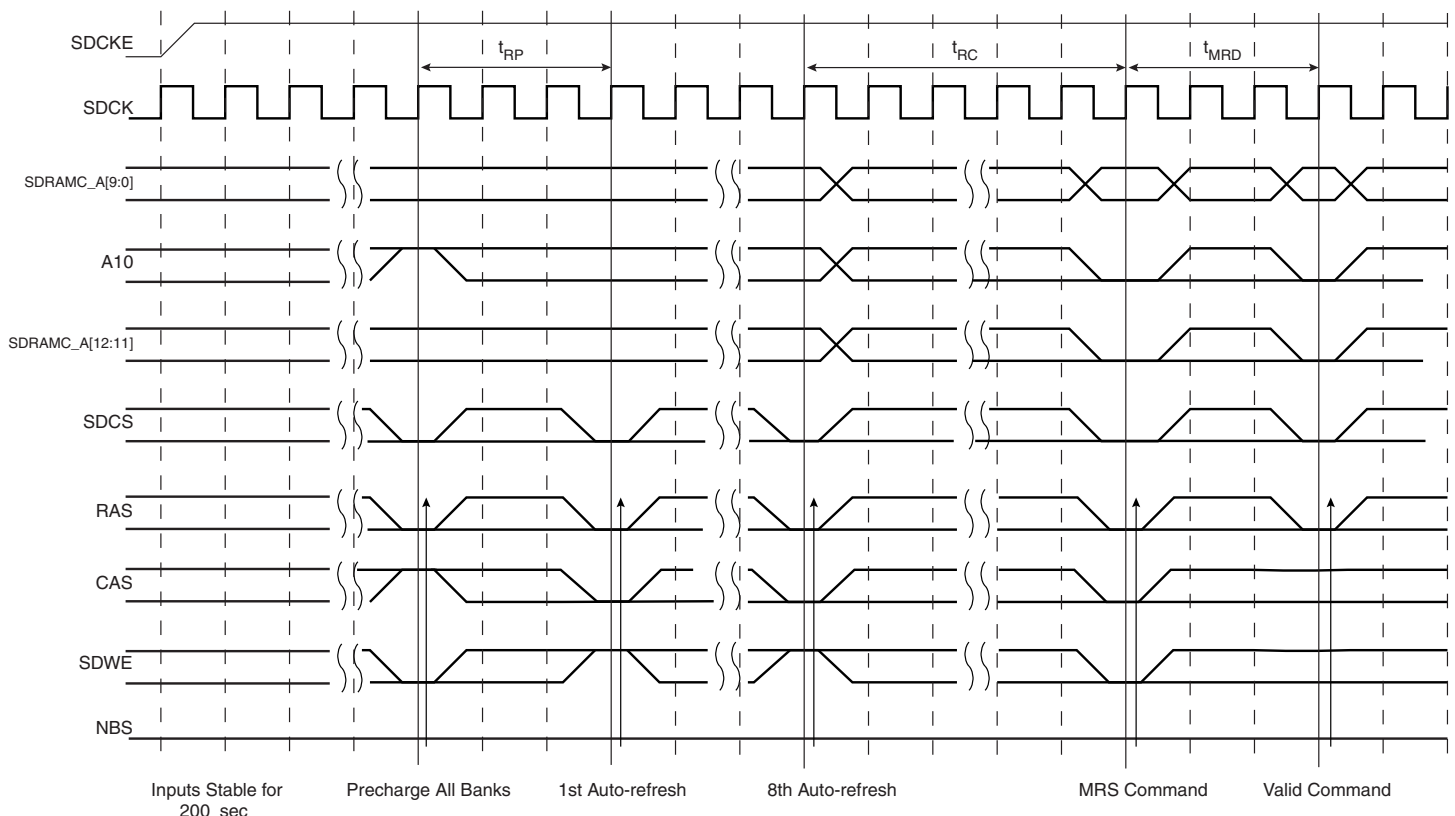 SDCKE
tRP
tRC
tMRD
SDCK
SDRAMC_A[9:0]
A10
SDRAMC_A[12:11]
SDCS
RAS
CAS
SDWE
NBS
Inputs Stable for
200 sec
Precharge All Banks
1st Auto-refresh
8th Auto-refresh
MRS Command
Valid Command